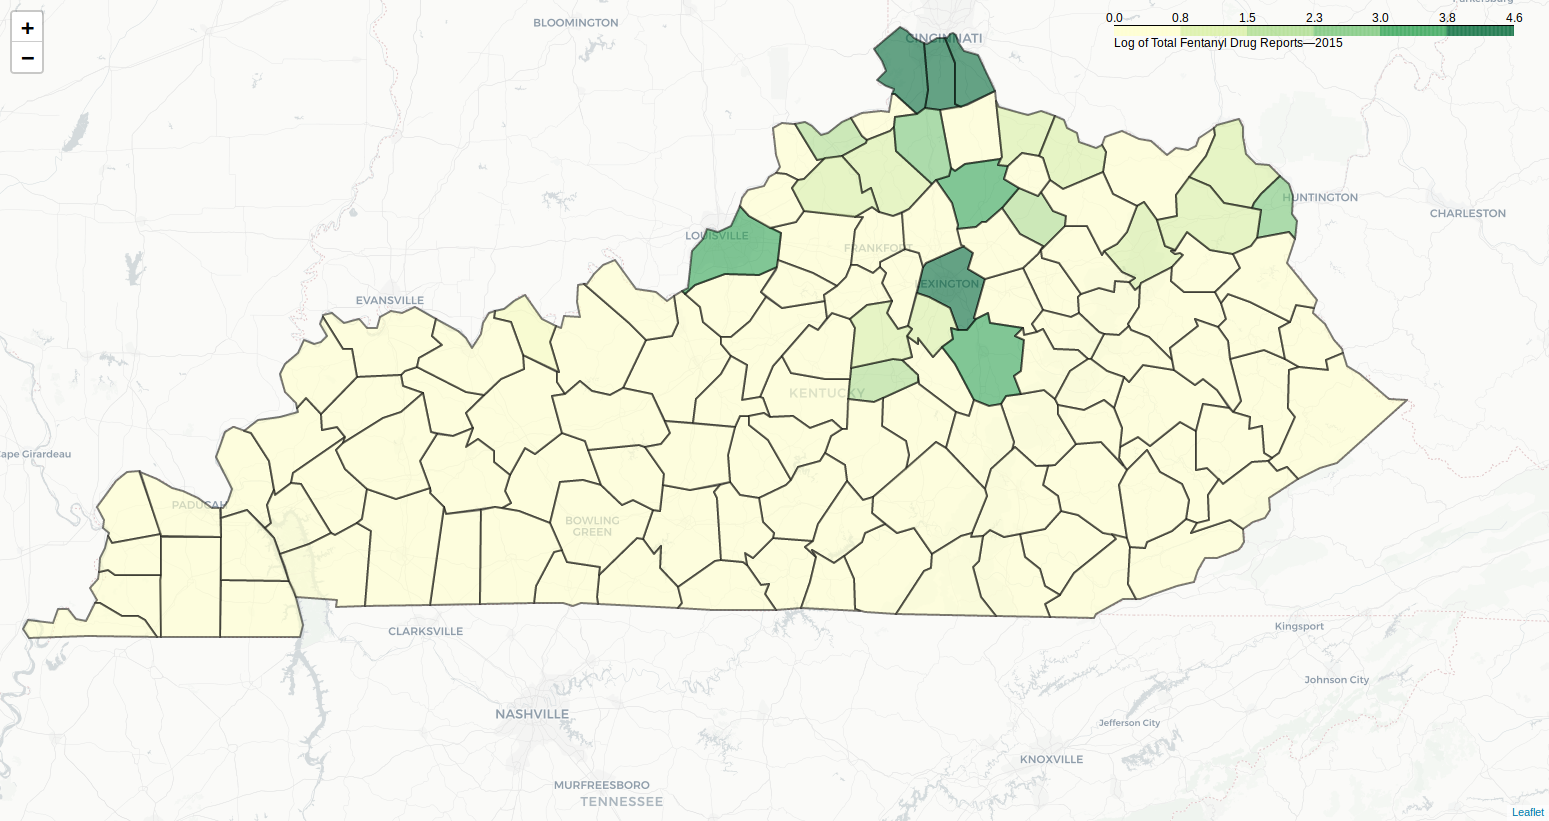 +
−
BLOOMINGTON
CINCINNATI
0.0 0.8 1.5 2.3 3.0 3.8 4.6
Log of Total Fentanyl Drug Reports—2015
HUNTINGTON
CHARLESTON
LOUISVILLE
FRANKFORT
LEXINGTON
EVANSVILLE
KENTUCKY
Cape Girardeau
PADUCAH
BOWLING
GREEN
CLARKSVILLE
Kingsport
Johnson City
NASHVILLE
Jefferson City
KNOXVILLE
MURFREESBORO
TENNESSEE
Leaflet